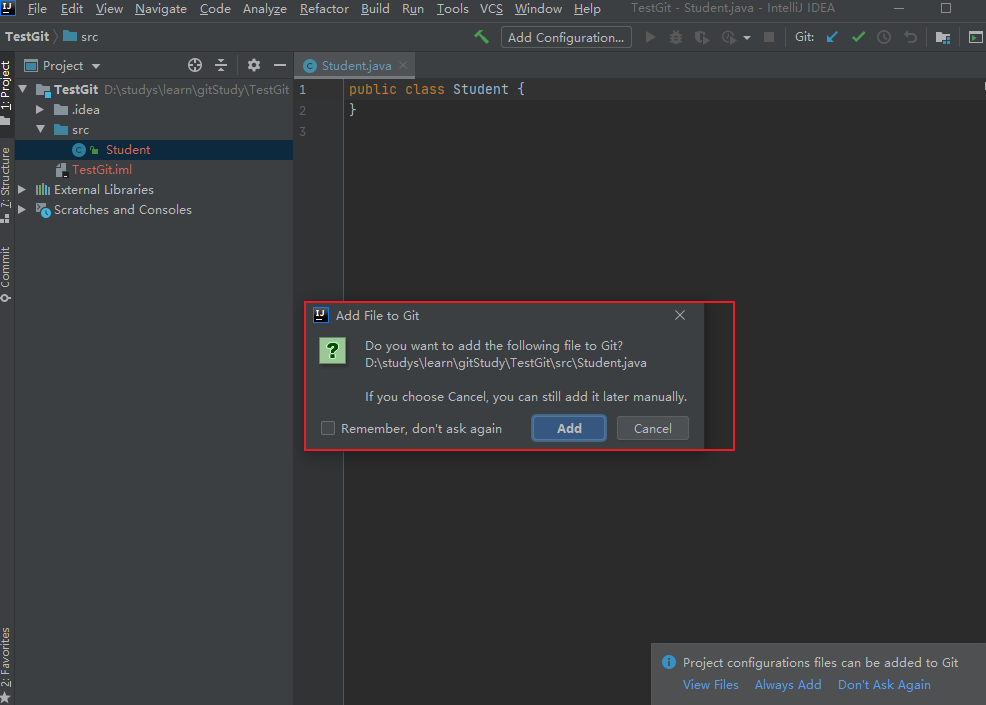 IJ File Edit View Navigate Code Analyze Refactor Build Run Tools VCS Window Help TestGit - Student.java - IntelliJ IDEA
TestGit src Add Configuration... Git:
1: Project
7: Structure
Commit
2: Favorites
Project
TestGit D:\studys\learn\gitStudy\TestGit
.idea
src
C Student
TestGit.iml
External Libraries
Scratches and Consoles
C Student.java
1 public class Student {
2 }
3
IJ Add File to Git
? Do you want to add the following file to Git?
D:\studys\learn\gitStudy\TestGit\src\Student.java
If you choose Cancel, you can still add it later manually.
Remember, don't ask again Add Cancel
i Project configurations files can be added to Git
View Files Always Add Don't Ask Again